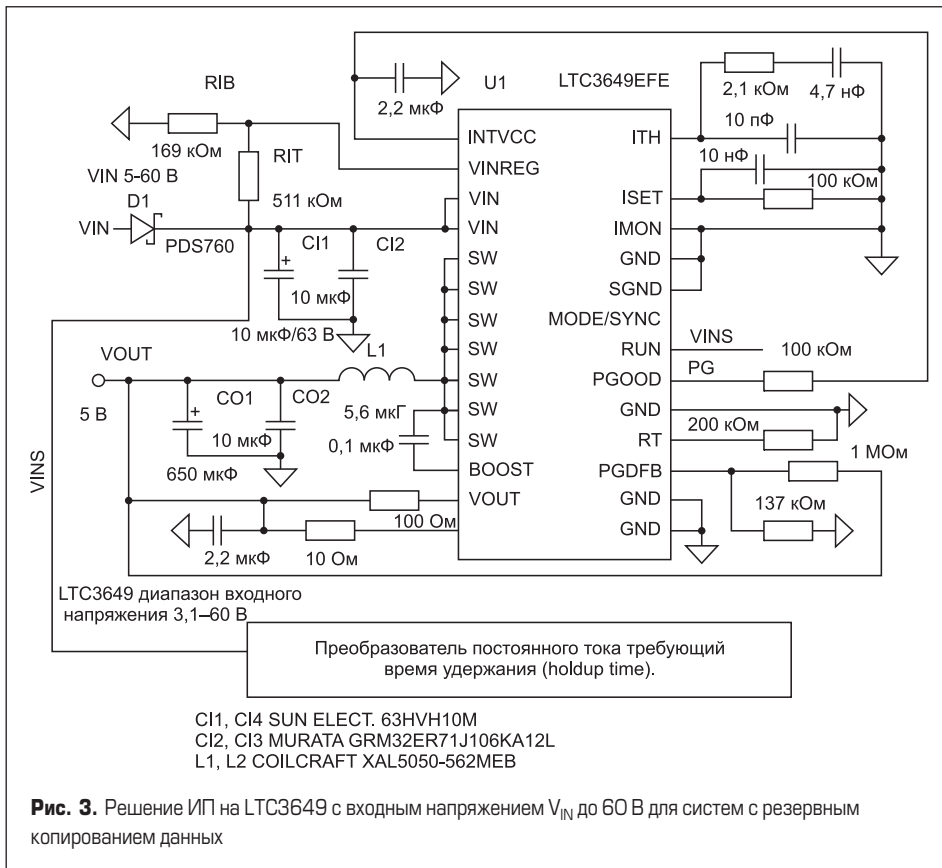 U1
LTC3649EFE
2,2 мкФ
2,1 кОм
4,7 нФ
10 пФ
10 нФ
100 кОм
RIB
169 кОм
RIT
511 кОм
VIN 5-60 В
D1
VIN
PDS760
CI1
CI2
+
10 мкФ
10 мкФ/63 В
INTVCC
VINREG
VIN
VIN
SW
SW
SW
SW
SW
SW
SW
BOOST
VOUT
ITH
ISET
IMON
GND
SGND
MODE/SYNC
RUN
PGOOD
GND
RT
PGDFB
GND
GND
VINS
PG
100 кОм
200 кОм
1 МОм
137 кОм
VOUT
5 В
L1
5,6 мкГ
CO1
CO2
+
10 мкФ
650 мкФ
0,1 мкФ
VINS
100 Ом
2,2 мкФ
10 Ом
LTC3649 диапазон входного
напряжения 3,1–60 В
Преобразователь постоянного тока требующий
время удержания (holdup time).
CI1, CI4 SUN ELECT. 63HVH10M
CI2, CI3 MURATA GRM32ER71J106KA12L
L1, L2 COILCRAFT XAL5050-562MEB
Рис. 3. Решение ИП на LTC3649 с входным напряжением VIN до 60 В для систем с резервным
копированием данных